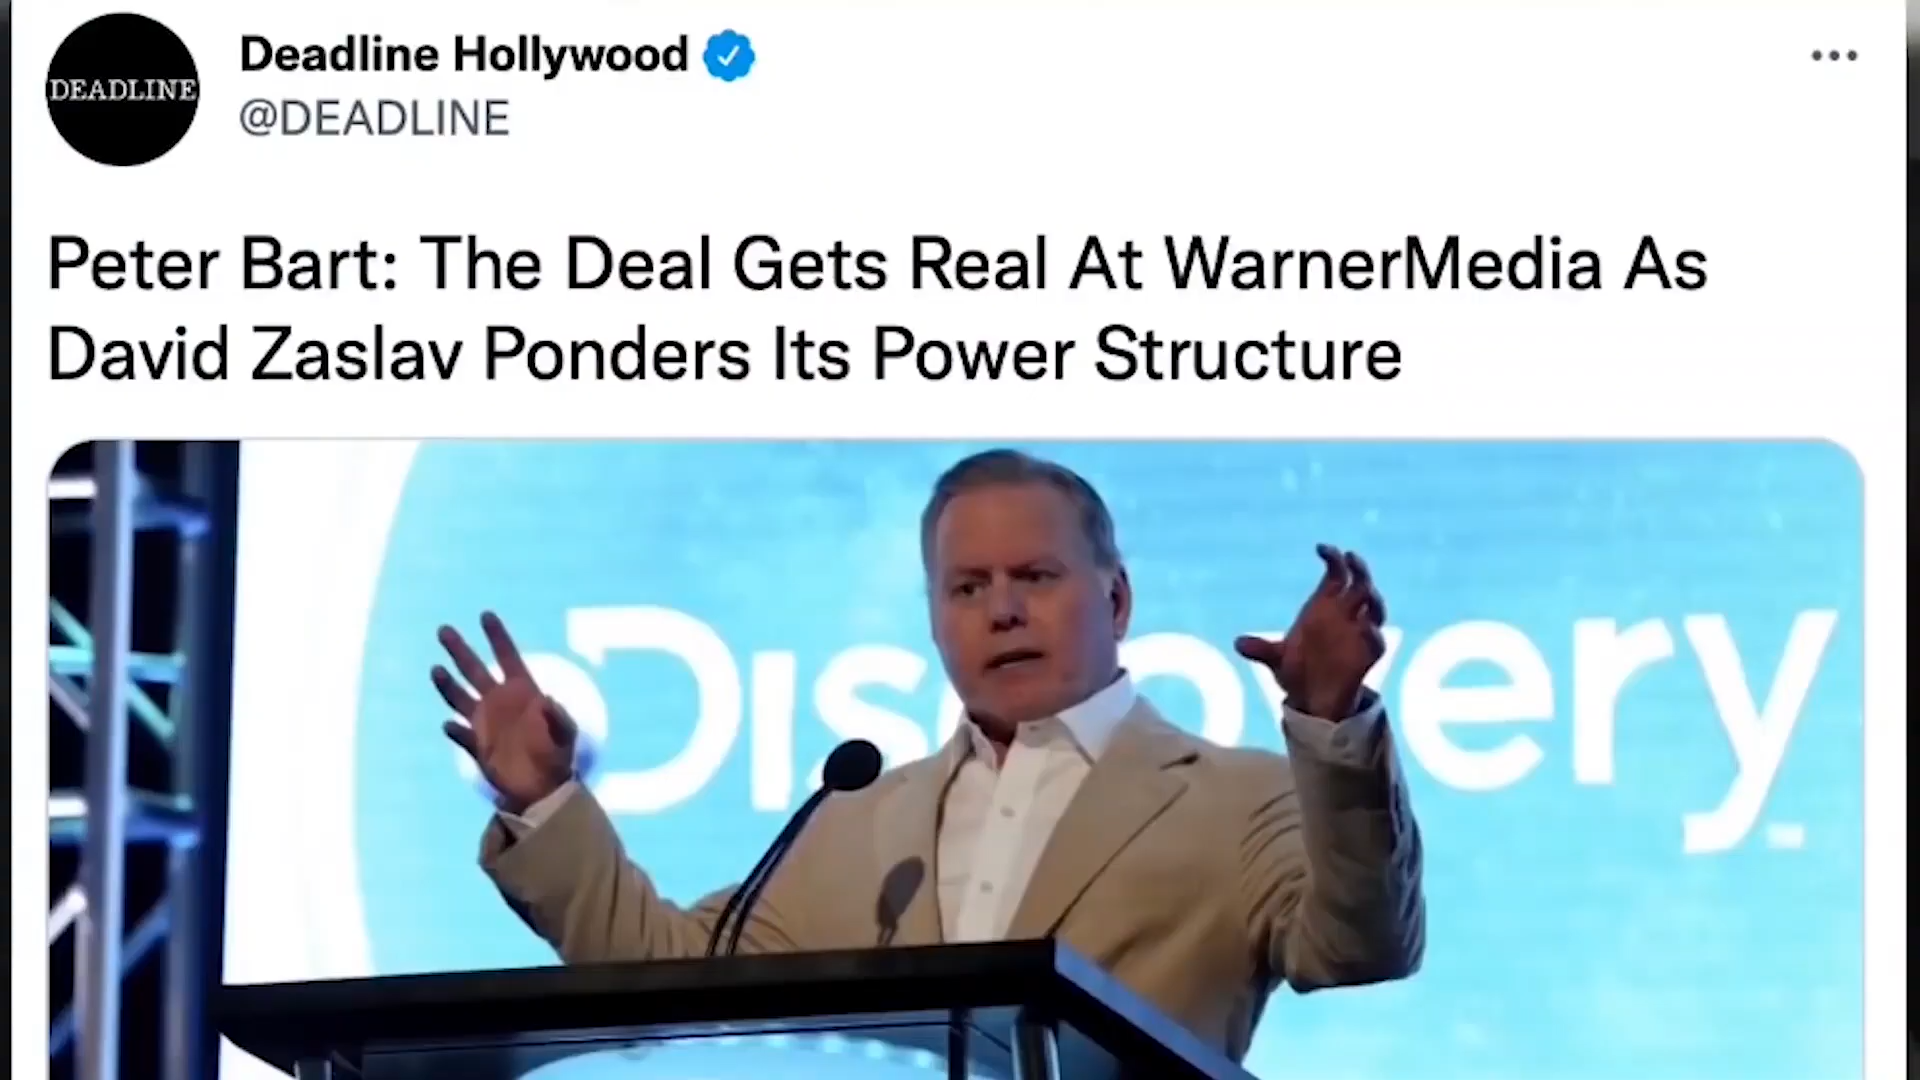 DEADLINE
Deadline Hollywood
@DEADLINE
Peter Bart: The Deal Gets Real At WarnerMedia As
David Zaslav Ponders Its Power Structure
Discovery